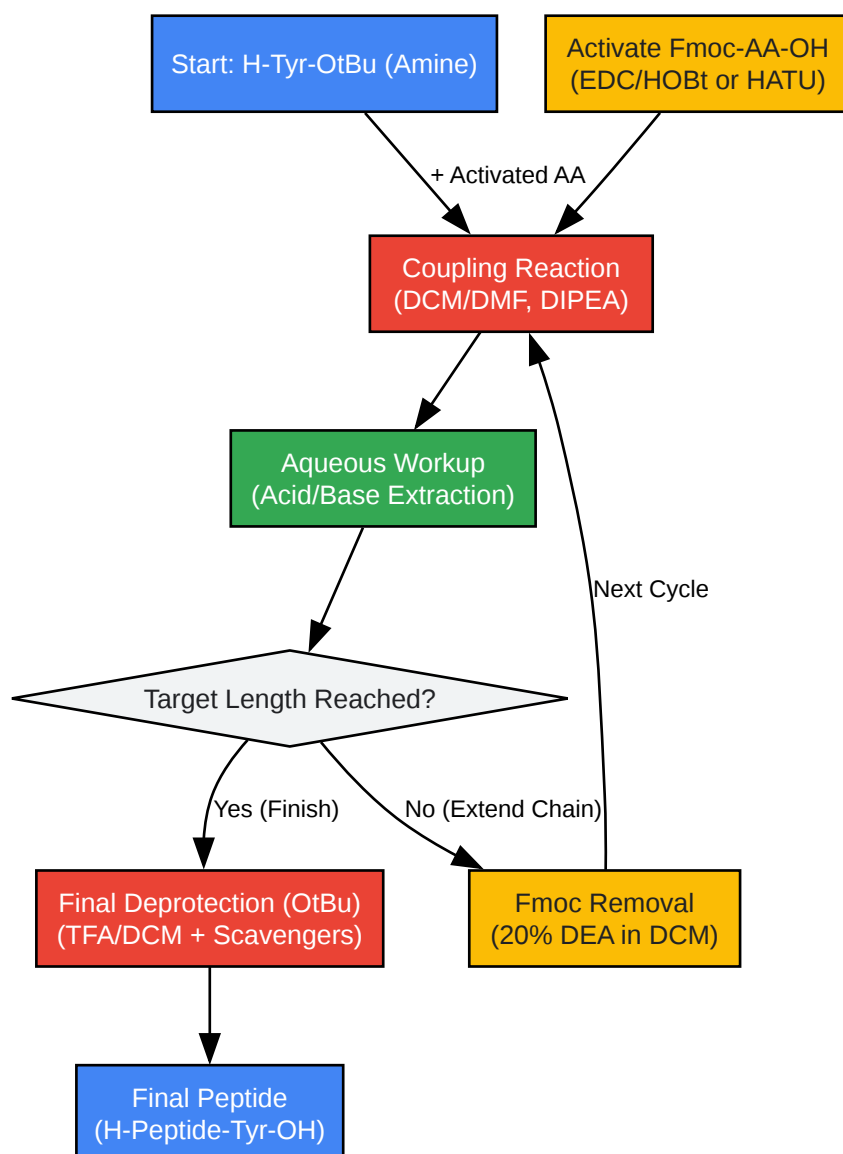 Start: H-Tyr-OtBu (Amine)
Activate Fmoc-AA-OH
(EDC/HOBt or HATU)
+ Activated AA
Coupling Reaction
(DCM/DMF, DIPEA)
Aqueous Workup
(Acid/Base Extraction)
Next Cycle
Target Length Reached?
Yes (Finish)
No (Extend Chain)
Final Deprotection (OtBu)
(TFA/DCM + Scavengers)
Fmoc Removal
(20% DEA in DCM)
Final Peptide
(H-Peptide-Tyr-OH)